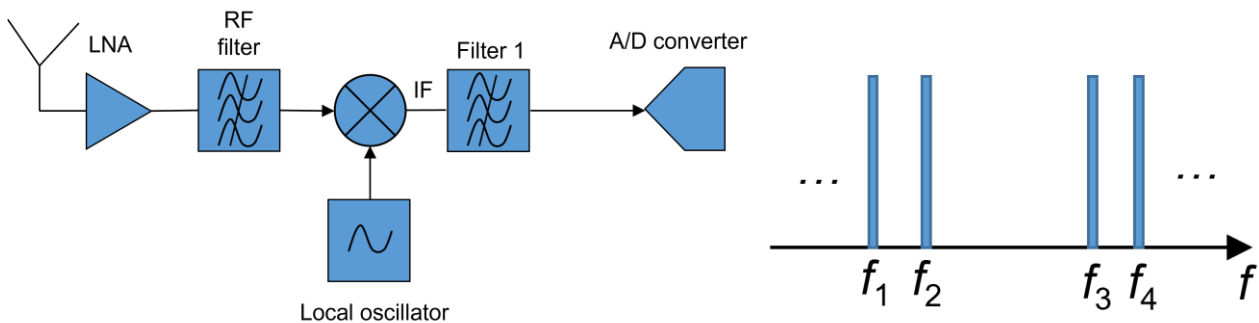 LNA
RF
filter
IF
Filter 1
A/D converter
Local oscillator
...
...
f1
f2
f3
f4
f